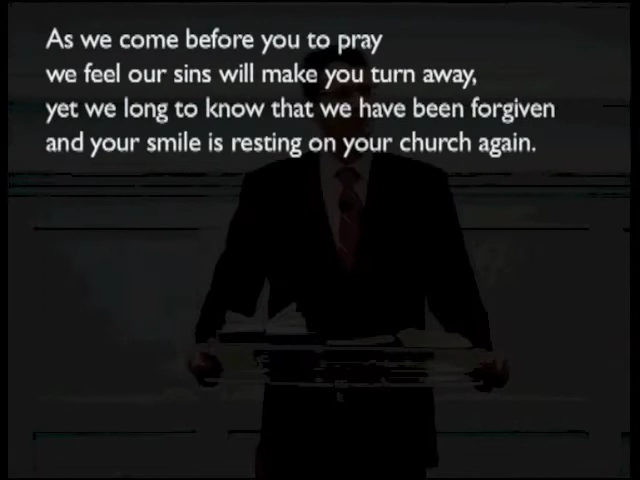 As we come before you to pray
we feel our sins will make you turn away,
yet we long to know that we have been forgiven
and your smile is resting on your church again.